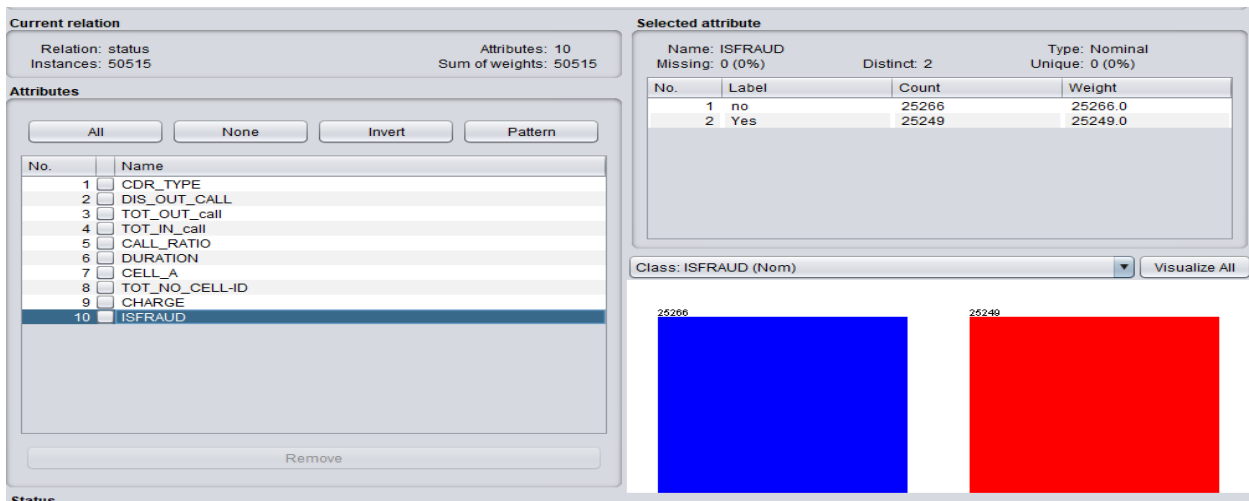 Current relation
Relation: status
Attributes: 10
Instances: 50515
Sum of weights: 50515
Attributes
All
None
Invert
Pattern
No.
Name
1 CDR_TYPE
2 DIS_OUT_CALL
3 TOT_OUT_call
4 TOT_IN_call
5 CALL_RATIO
6 DURATION
7 CELL_A
8 TOT_NO_CELL-ID
9 CHARGE
10 ISFRAUD
Remove
Status
Selected attribute
Name: ISFRAUD
Type: Nominal
Missing: 0 (0%)
Distinct: 2
Unique: 0 (0%)
No. Label Count Weight
1 no 25266 25266.0
2 Yes 25249 25249.0
Class: ISFRAUD (Nom)
Visualize All
25266
25249